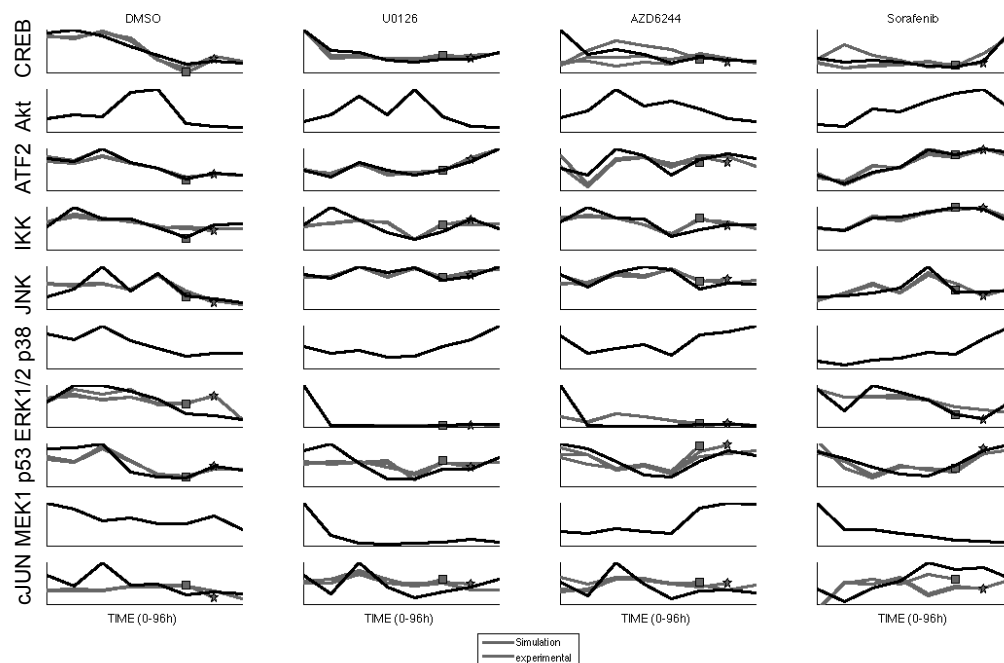 DMSO U0126 AZD6244 Sorafenib
CREB
Akt
ATF2
IKK
JNK
p38
ERK1/2
p53
MEK1
cJUN
TIME (0-96h) TIME (0-96h) TIME (0-96h) TIME (0-96h)
Simulation
experimental